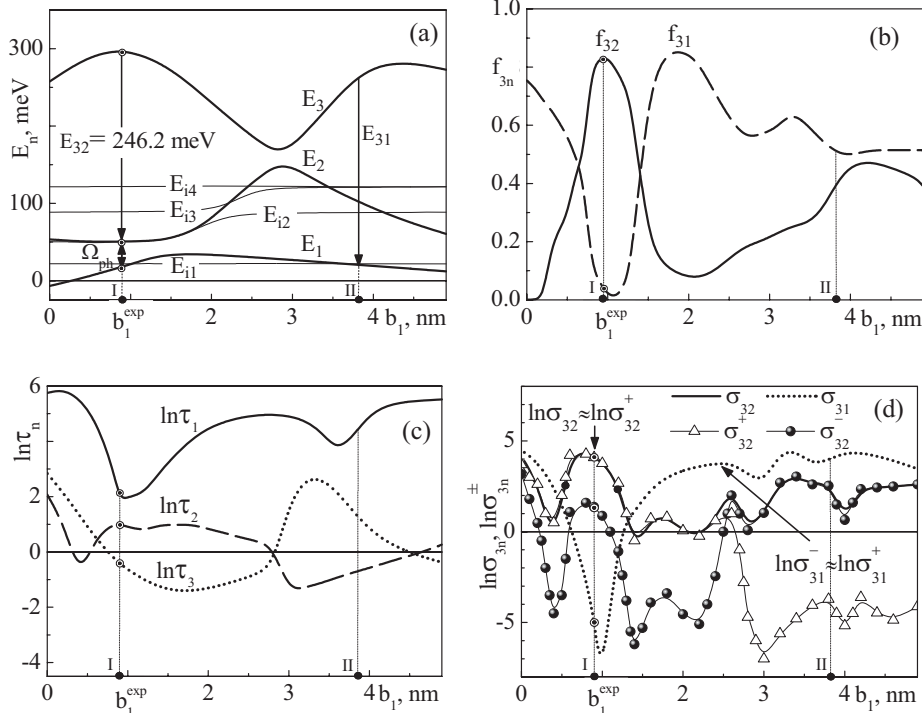 (a)
E_n, meV
300
100
0
E_3
E_32 = 246.2 meV
E_31
E_2
E_i4
E_i3
E_i2
Ω_ph
E_1
E_i1
I
II
0
b_1^exp
2
3
4 b_1, nm
(b)
f_3n
1.0
0.8
0.6
0.4
0.2
0.0
f_32
f_31
I
II
0
b_1^exp
2
3
4 b_1, nm
(c)
lnτ_n
6
4
2
0
-2
-4
lnτ_1
lnτ_2
lnτ_3
I
II
0
b_1^exp
2
3
4 b_1, nm
(d)
lnσ_3n, lnσ_3n^±
5
0
-5
lnσ_32≈lnσ_32^+
σ_32
σ_31
σ_32^+
σ_32^-
lnσ_31^-≈lnσ_31^+
I
II
0
b_1^exp
2
3
4 b_1, nm